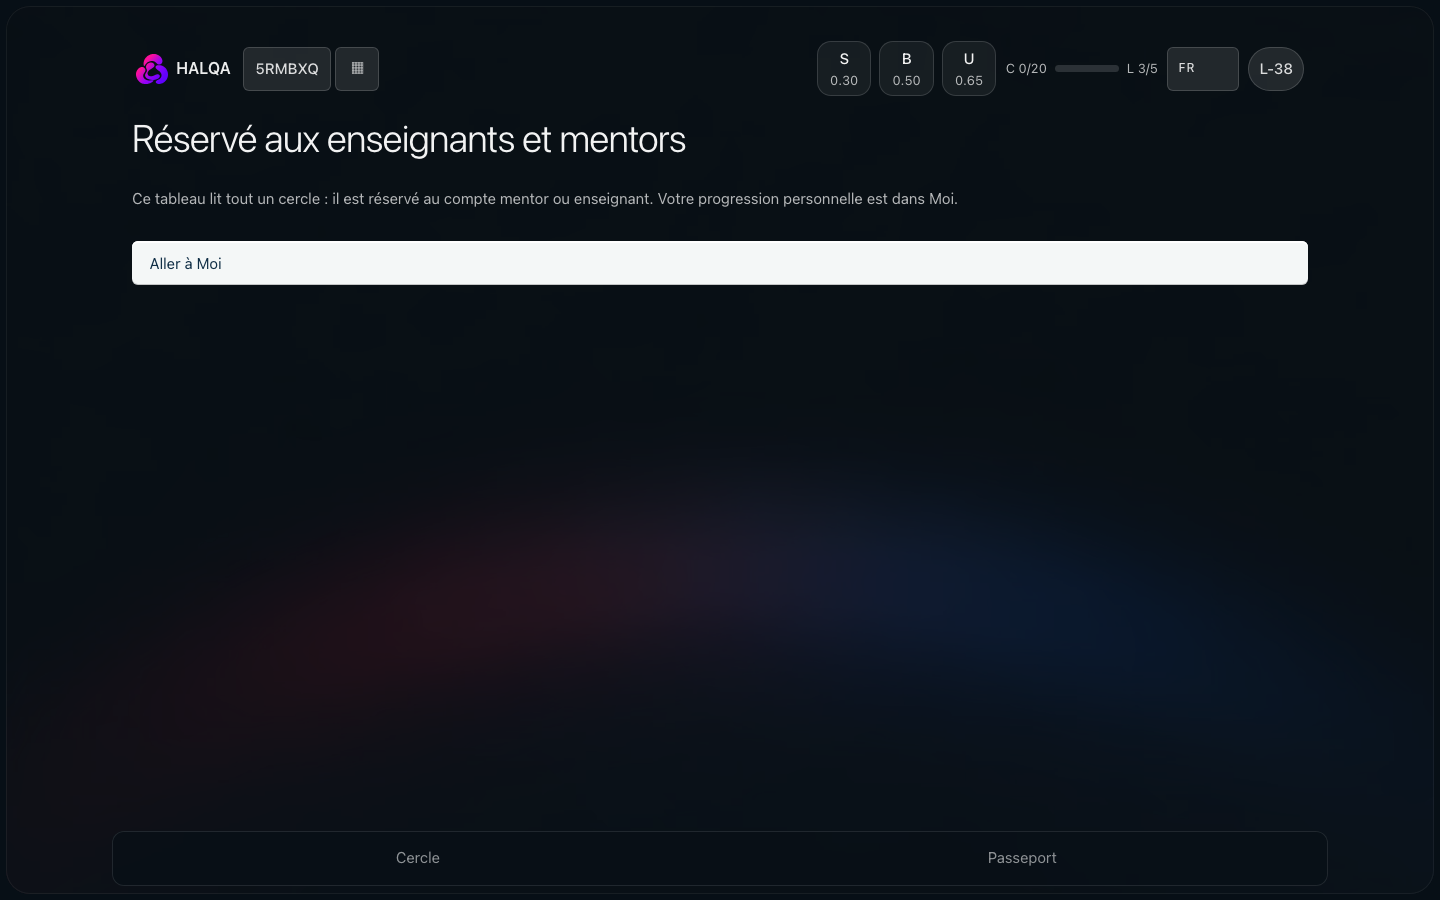 HALQA 5RMBXQ S B U C 0/20 L 3/5 FR L-38
0.30 0.50 0.65
Réservé aux enseignants et mentors
Ce tableau lit tout un cercle : il est réservé au compte mentor ou enseignant. Votre progression personnelle est dans Moi.
Aller à Moi
Cercle Passeport